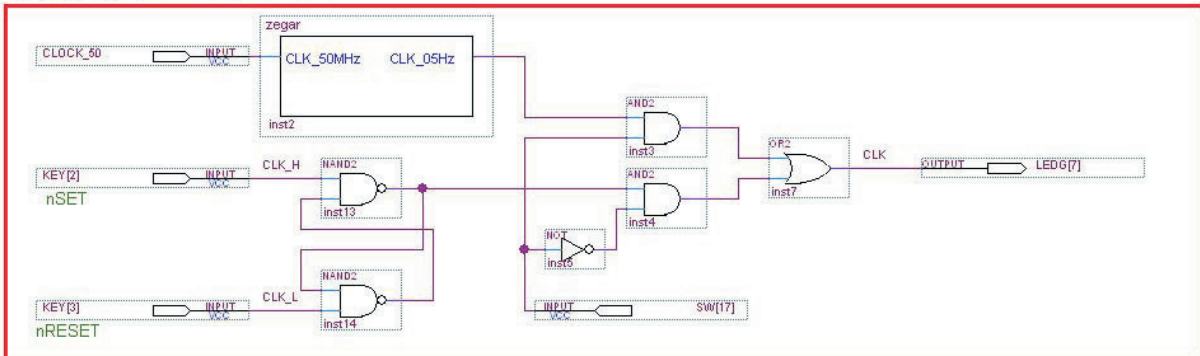 zegar
CLOCK_50
INPUT
VCC
CLK_50MHz CLK_05Hz
inst2
AND2
inst3
OR2
inst7
CLK
OUTPUT
LEDG[7]
KEY[2]
nSET
INPUT
VCC
CLK_H
NAND2
inst13
AND2
inst4
NOT
inst5
KEY[3]
nRESET
INPUT
VCC
CLK_L
NAND2
inst14
INPUT
VCC
SW[17]